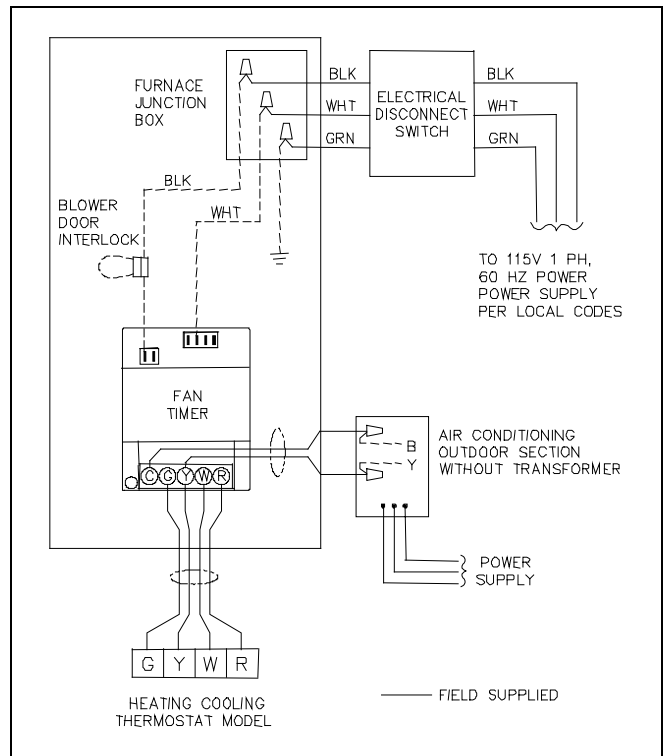 FURNACE
JUNCTION
BOX
BLK
WHT
GRN
ELECTRICAL
DISCONNECT
SWITCH
BLK
WHT
GRN
BLK
WHT
BLOWER
DOOR
INTERLOCK
TO 115V 1 PH,
60 HZ POWER
POWER SUPPLY
PER LOCAL CODES
FAN
TIMER
C G Y W R
B
Y
AIR CONDITIONING
OUTDOOR SECTION
WITHOUT TRANSFORMER
POWER
SUPPLY
G Y W R
HEATING COOLING
THERMOSTAT MODEL
FIELD SUPPLIED